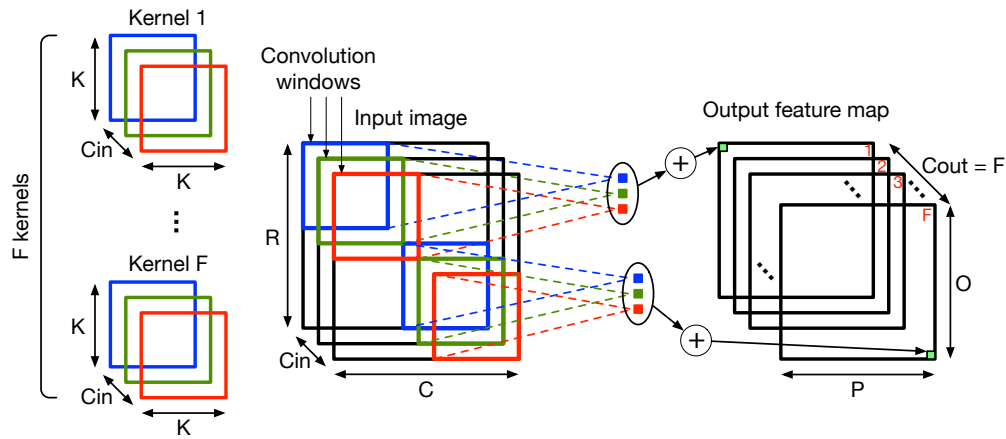 Kernel 1
K
Cin
K
F kernels
Kernel F
K
Cin
K
Convolution
windows
Input image
R
Cin
C
+
+
Output feature map
1
2
3
F
Cout = F
O
P